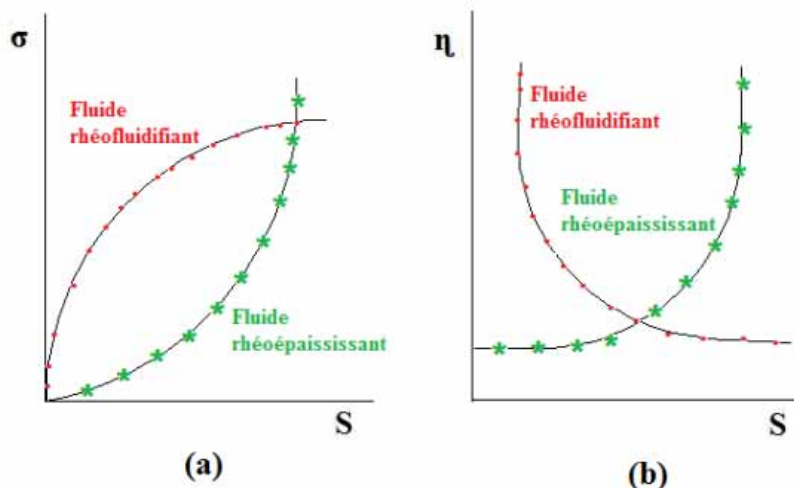 σ
Fluide
rhéofluidifiant
Fluide
rhéoépaississant
S
(a)
η
Fluide
rhéofluidifiant
Fluide
rhéoépaississant
S
(b)